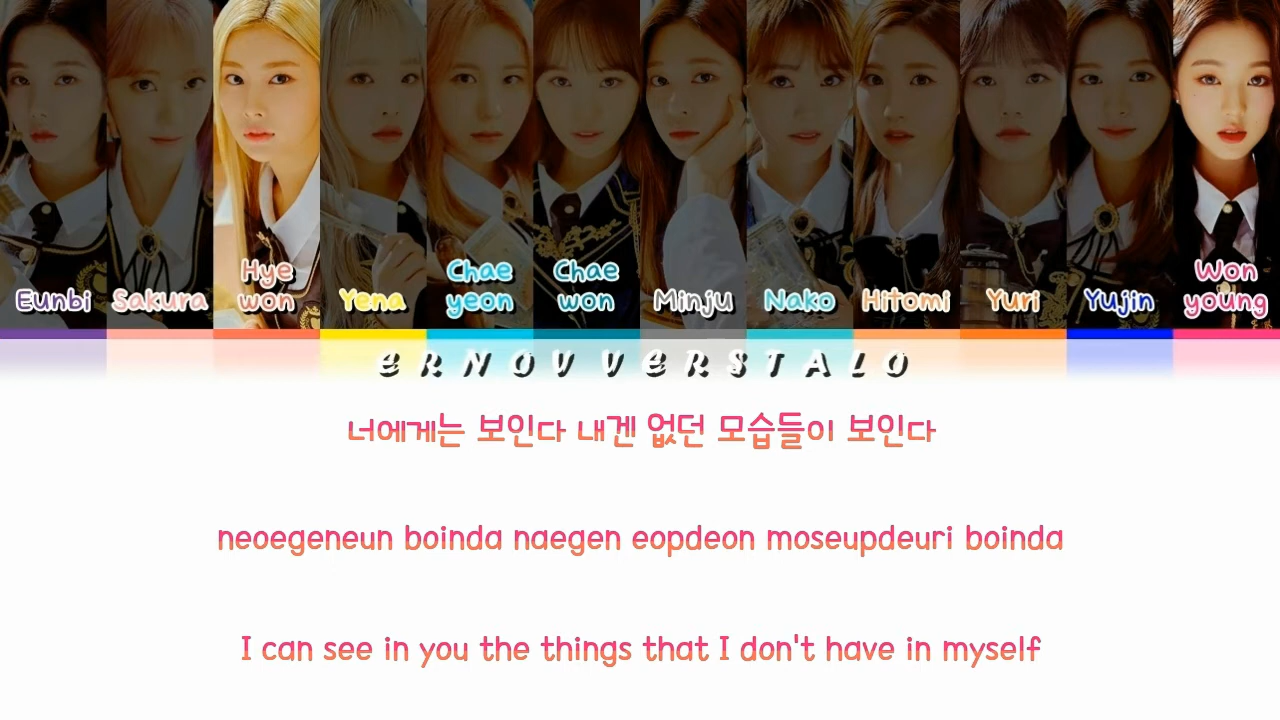 Eunbi
Sakura
Hye
won
Yena
Chae
yeon
Chae
won
Minju
Nako
Hitomi
Yuri
Yujin
Won
young
ERNOV VERSTALO
너에게는 보인다 내겐 없던 모습들이 보인다
neoegeneun boinda naegen eopdeon moseupdeuri boinda
I can see in you the things that I don't have in myself